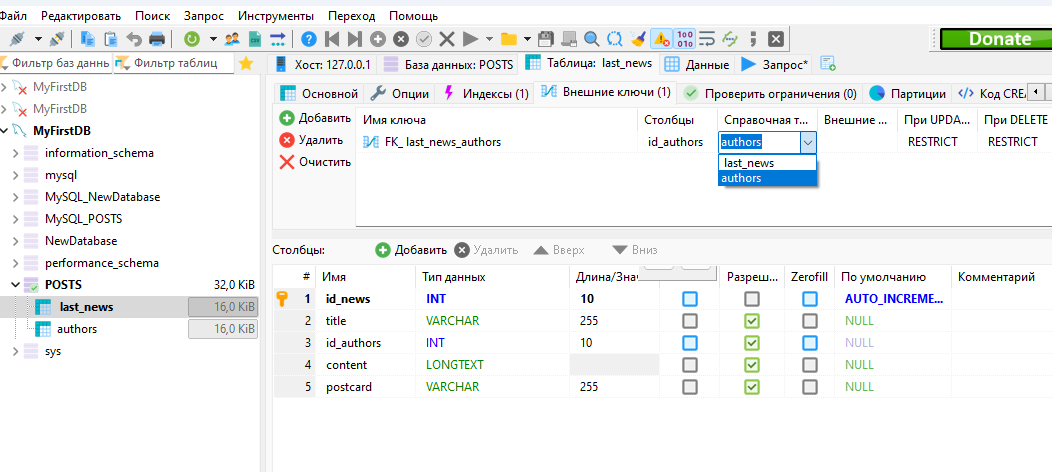 Файл Редактировать Поиск Запрос Инструменты Переход Помощь
Donate
Фильтр баз даннь Фильтр таблиц
Хост: 127.0.0.1 База данных: POSTS Таблица: last_news Данные Запрос*
MyFirstDB
MyFirstDB
MyFirstDB
information_schema
mysql
MySQL_NewDatabase
MySQL_POSTS
NewDatabase
performance_schema
POSTS 32,0 KiB
last_news 16,0 KiB
authors 16,0 KiB
sys
Основной Опции Индексы (1) Внешние ключи (1) Проверить ограничения (0) Партиции Код CREA
Добавить
Удалить
Очистить
Имя ключа Столбцы Справочная т... Внешние ... При UPDA... При DELETE
FK_ last_news_authors id_authors authors RESTRICT RESTRICT
last_news
authors
Столбцы: Добавить Удалить Вверх Вниз
# Имя Тип данных Длина/Знач Разреш... Zerofill По умолчанию Комментарий
1 id_news INT 10 AUTO_INCREME...
2 title VARCHAR 255 NULL
3 id_authors INT 10 NULL
4 content LONGTEXT NULL
5 postcard VARCHAR 255 NULL